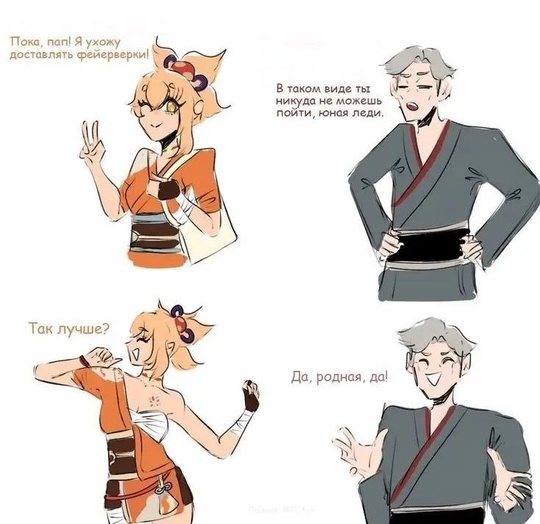 Пока, пап! Я ухожу
доставлять фейерверки!
В таком виде ты
никуда не можешь
пойти, юная леди.
Так лучше?
Да, родная, да!